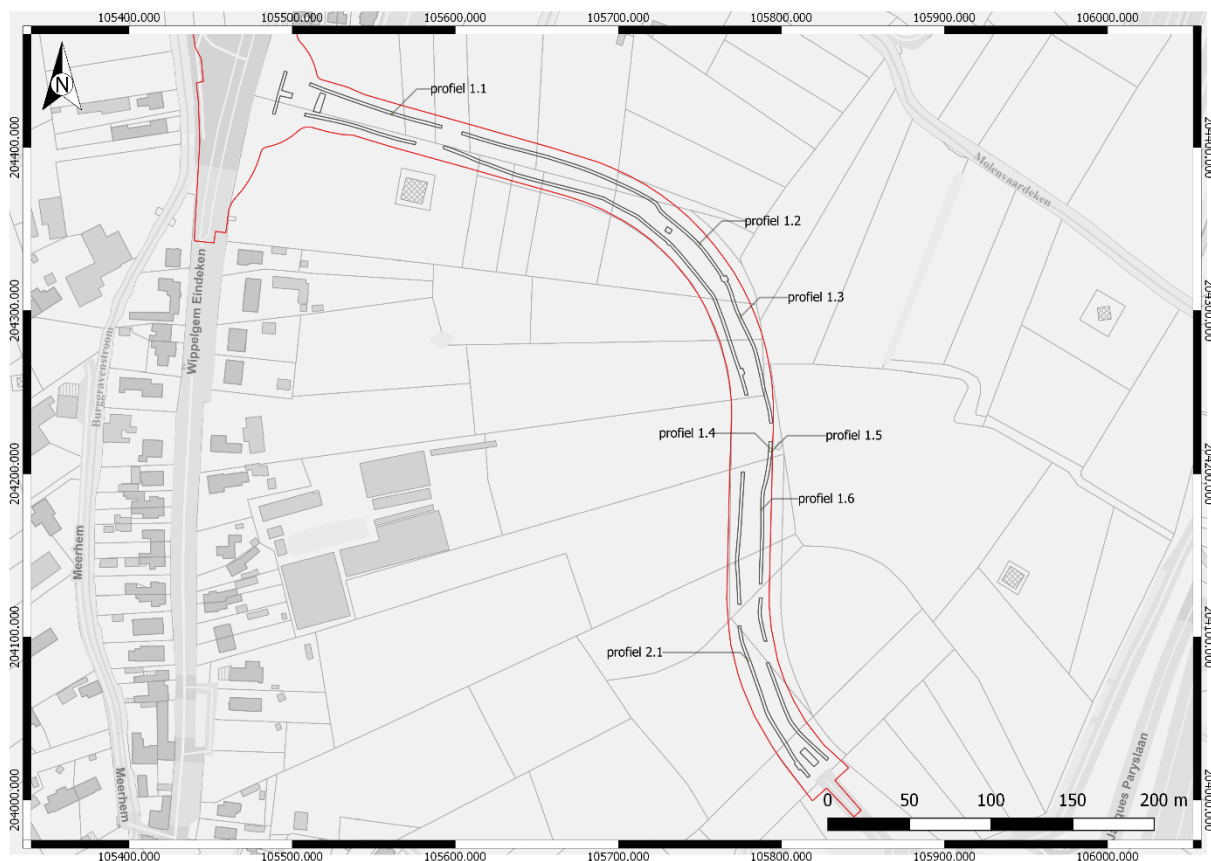 105400.000 105500.000 105600.000 105700.000 105800.000 105900.000 106000.000
N
profiel 1.1
204400.000 204400.000
Molenvaardeken
profiel 1.2
Wippelgem Eindeken
profiel 1.3
204300.000 204300.000
Burggravenstroom
profiel 1.4 profiel 1.5
204200.000 204200.000
profiel 1.6
Meerhem
204100.000 204100.000
profiel 2.1
Meerhem
Jacques Paryslaan
204000.000 204000.000
0 50 100 150 200 m
105400.000 105500.000 105600.000 105700.000 105800.000 105900.000 106000.000